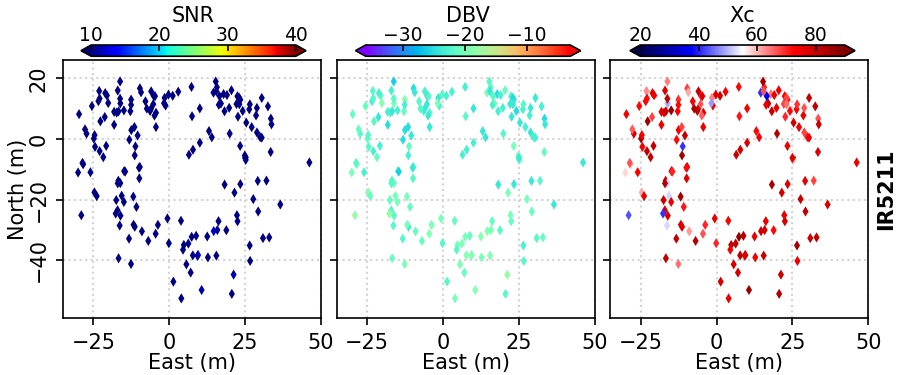 SNR DBV Xc
10 20 30 40 −30 −20 −10 20 40 60 80
20
0
−20
−40
North (m)
IR5211
−25 0 25 50 −25 0 25 50 −25 0 25 50
East (m) East (m) East (m)